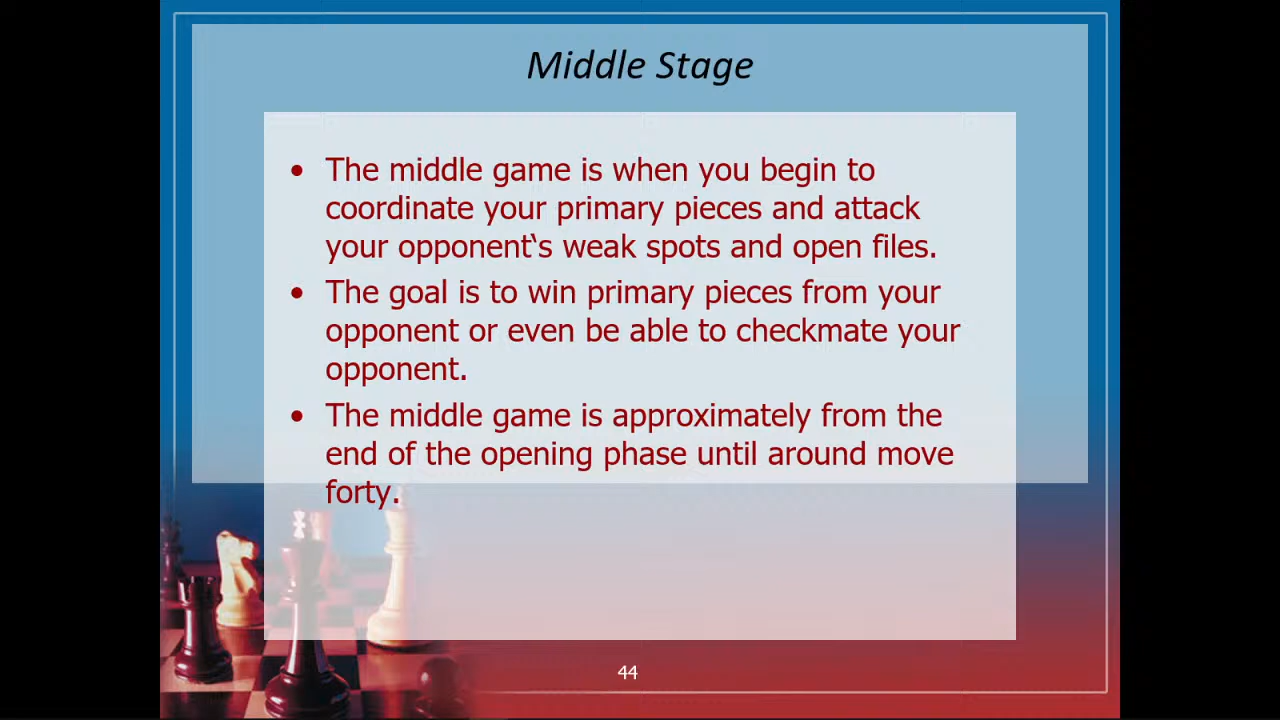 Middle Stage
• The middle game is when you begin to
coordinate your primary pieces and attack
your opponent‛s weak spots and open files.
• The goal is to win primary pieces from your
opponent or even be able to checkmate your
opponent.
• The middle game is approximately from the
end of the opening phase until around move
forty.
44